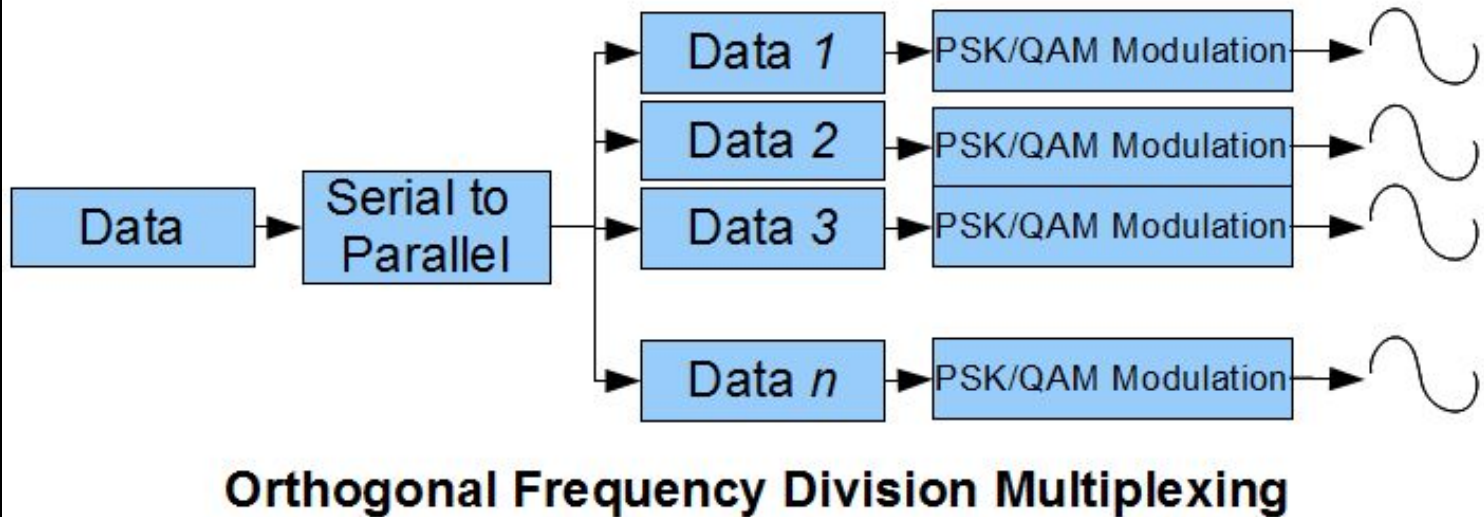 Data
Serial to
Parallel
Data 1
PSK/QAM Modulation
Data 2
PSK/QAM Modulation
Data 3
PSK/QAM Modulation
Data n
PSK/QAM Modulation
Orthogonal Frequency Division Multiplexing